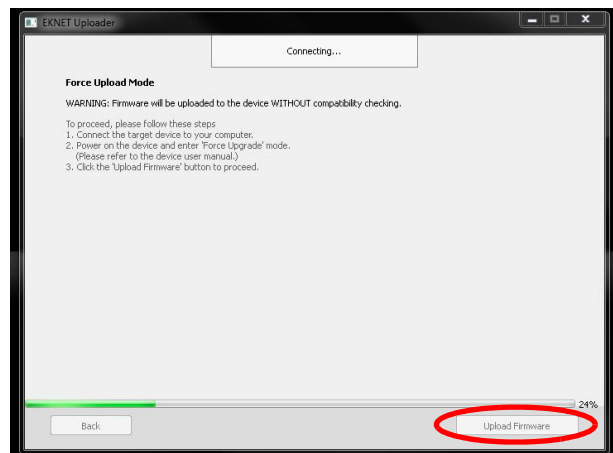 EKNET Uploader
Connecting...
Force Upload Mode
WARNING: Firmware will be uploaded to the device WITHOUT compatibility checking.
To proceed, please follow these steps
1. Connect the target device to your computer.
2. Power on the device and enter 'Force Upgrade' mode.
(Please refer to the device user manual.)
3. Click the 'Upload Firmware' button to proceed.
24%
Back
Upload Firmware